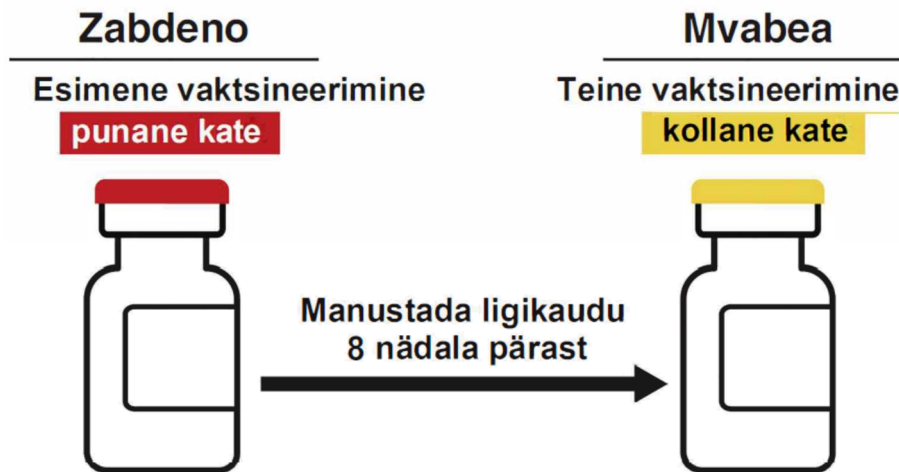 Zabdeno
Esimene vaktsineerimine
punane kate
Mvabea
Teine vaktsineerimine
kollane kate
Manustada ligikaudu
8 nädala pärast